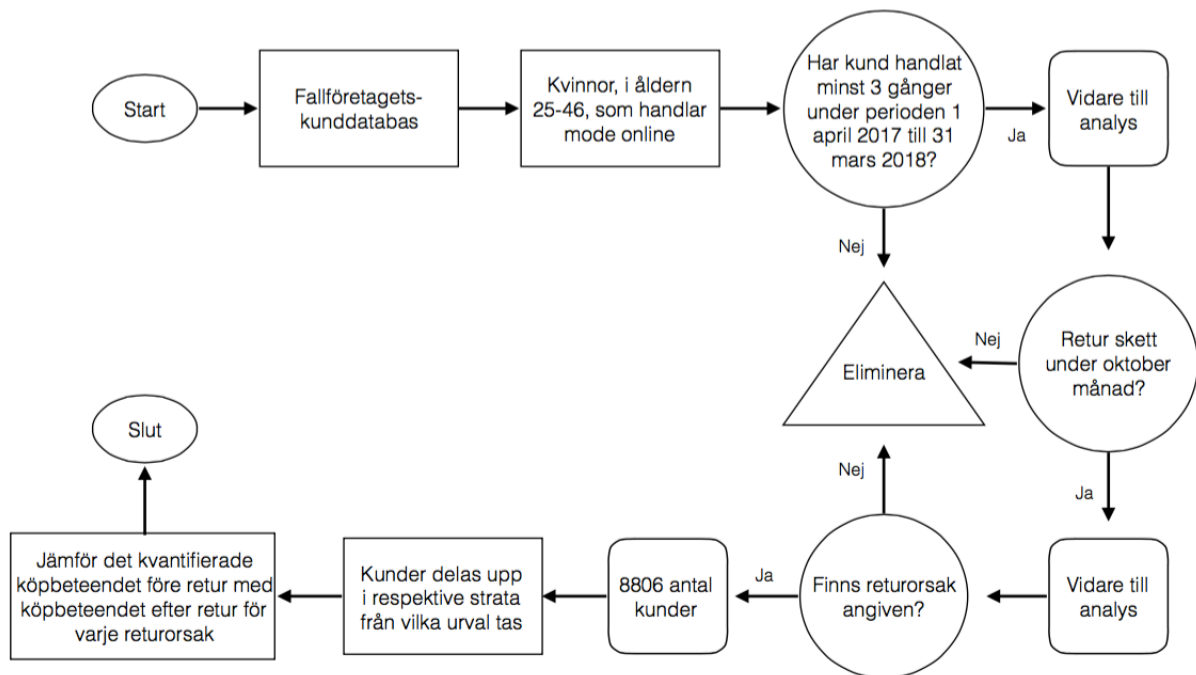 Start
Fallföretagets-
kunddatabas
Kvinnor, i åldern
25-46, som handlar
mode online
Har kund handlat
minst 3 gånger
under perioden 1
april 2017 till 31
mars 2018?
Ja
Vidare till
analys
Nej
Retur skett
under oktober
månad?
Nej
Eliminera
Ja
Vidare till
analys
Finns returorsak
angiven?
Nej
Ja
8806 antal
kunder
Kunder delas upp
i respektive strata
från vilka urval tas
Jämför det kvantifierade
köpbeteendet före retur med
köpbeteendet efter retur för
varje returorsak
Slut